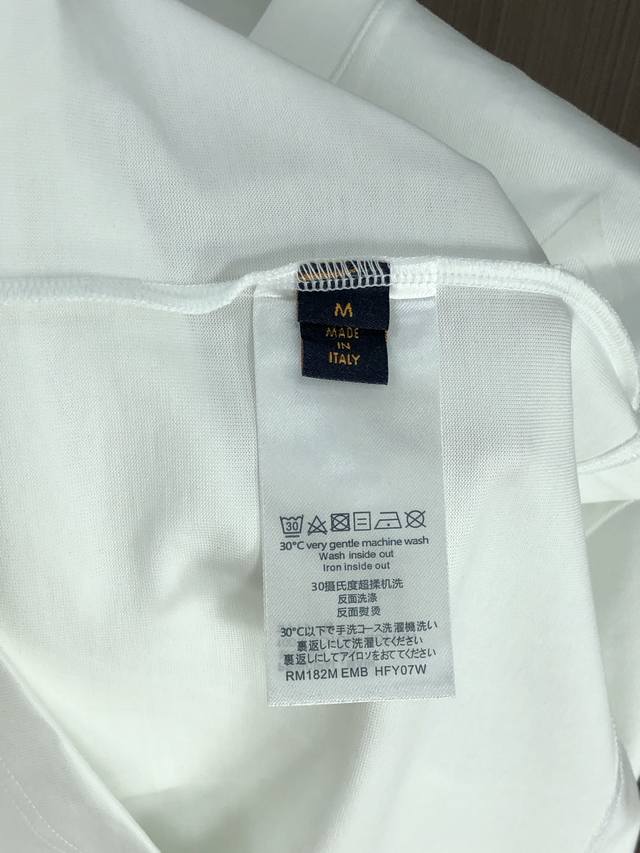 M
MADE
IN
ITALY
30
30°C very gentle machine wash
Wash inside out
Iron inside out
30摄氏度超揉机洗
反面洗涤
反面熨烫
30°C以下で手洗コース洗濯機洗い
裏返しにして洗濯してください
裏返しにしてアイロソをおててください
RM182M EMB HFY07W